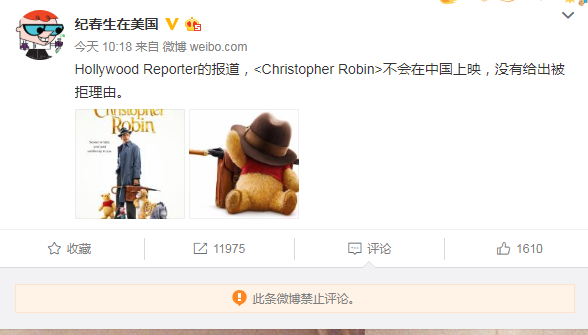 纪春生在美国
今天 10:18 来自 微博 weibo.com
Hollywood Reporter的报道，<Christopher Robin>不会在中国上映，没有给出被
拒理由。
Christopher
Robin
收藏
11975
评论
1610
此条微博禁止评论。